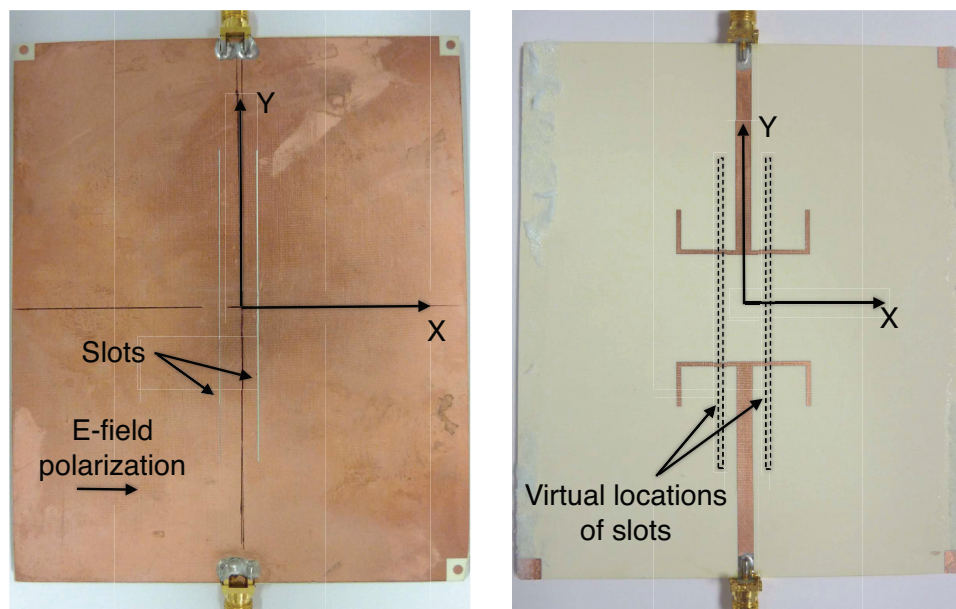 Y
X
Slots
E-field
polarization
Y
X
Virtual locations
of slots